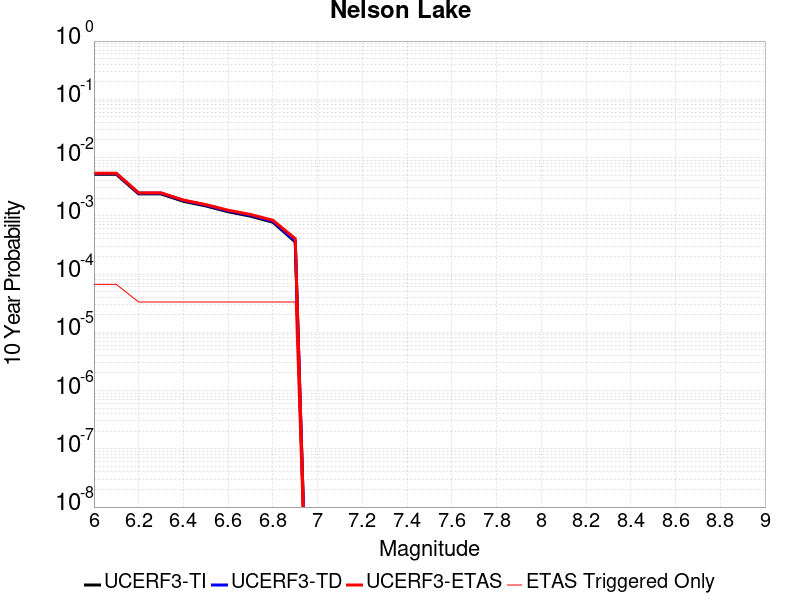 Nelson Lake
10 0
10 -1
10 -2
10 -3
10 -4
10 -5
10 -6
10 -7
10 -8
10 Year Probability
6 6.2 6.4 6.6 6.8 7 7.2 7.4 7.6 7.8 8 8.2 8.4 8.6 8.8 9
Magnitude
UCERF3-TI UCERF3-TD UCERF3-ETAS ETAS Triggered Only